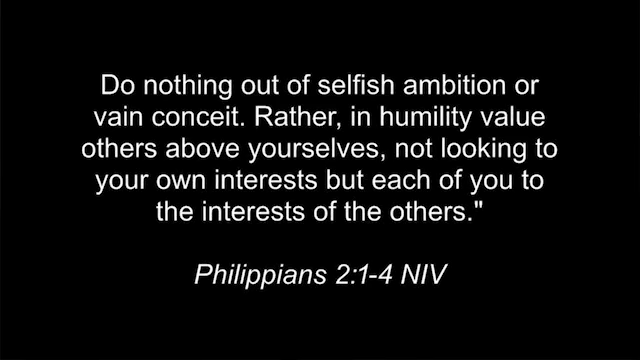 Do nothing out of selfish ambition or
vain conceit. Rather, in humility value
others above yourselves, not looking to
your own interests but each of you to
the interests of the others."
Philippians 2:1-4 NIV